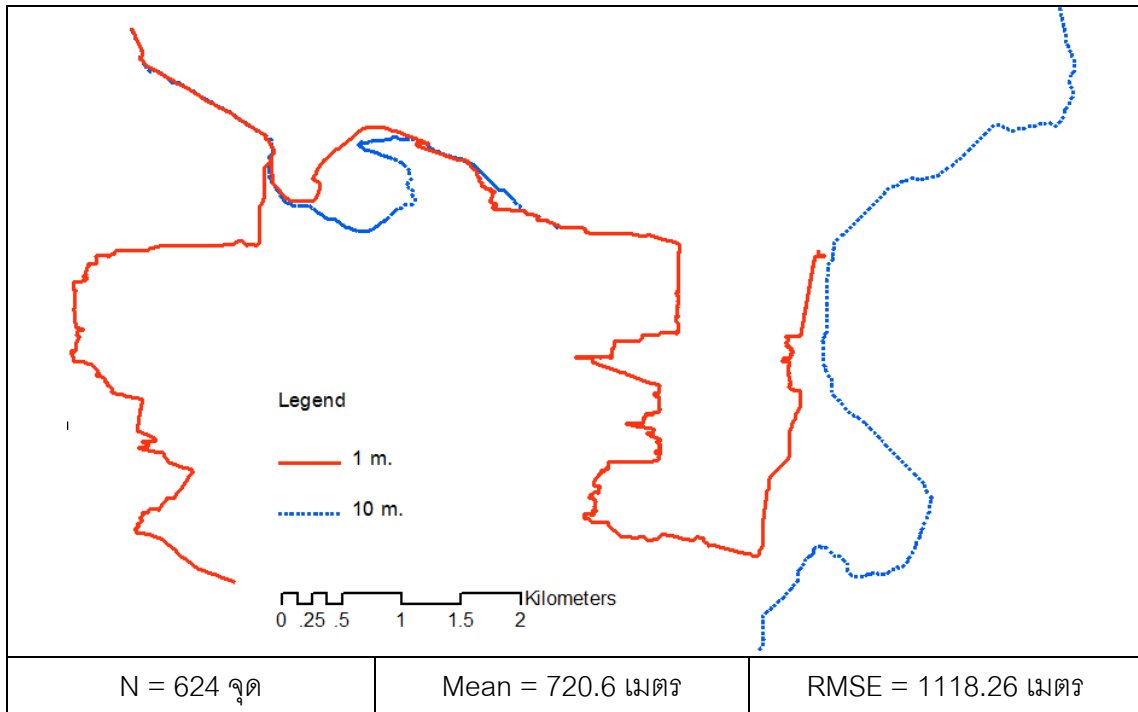 Legend
1 m.
10 m.
Kilometers
0 .25 .5 1 1.5 2
N = 624 จุด Mean = 720.6 เมตร RMSE = 1118.26 เมตร